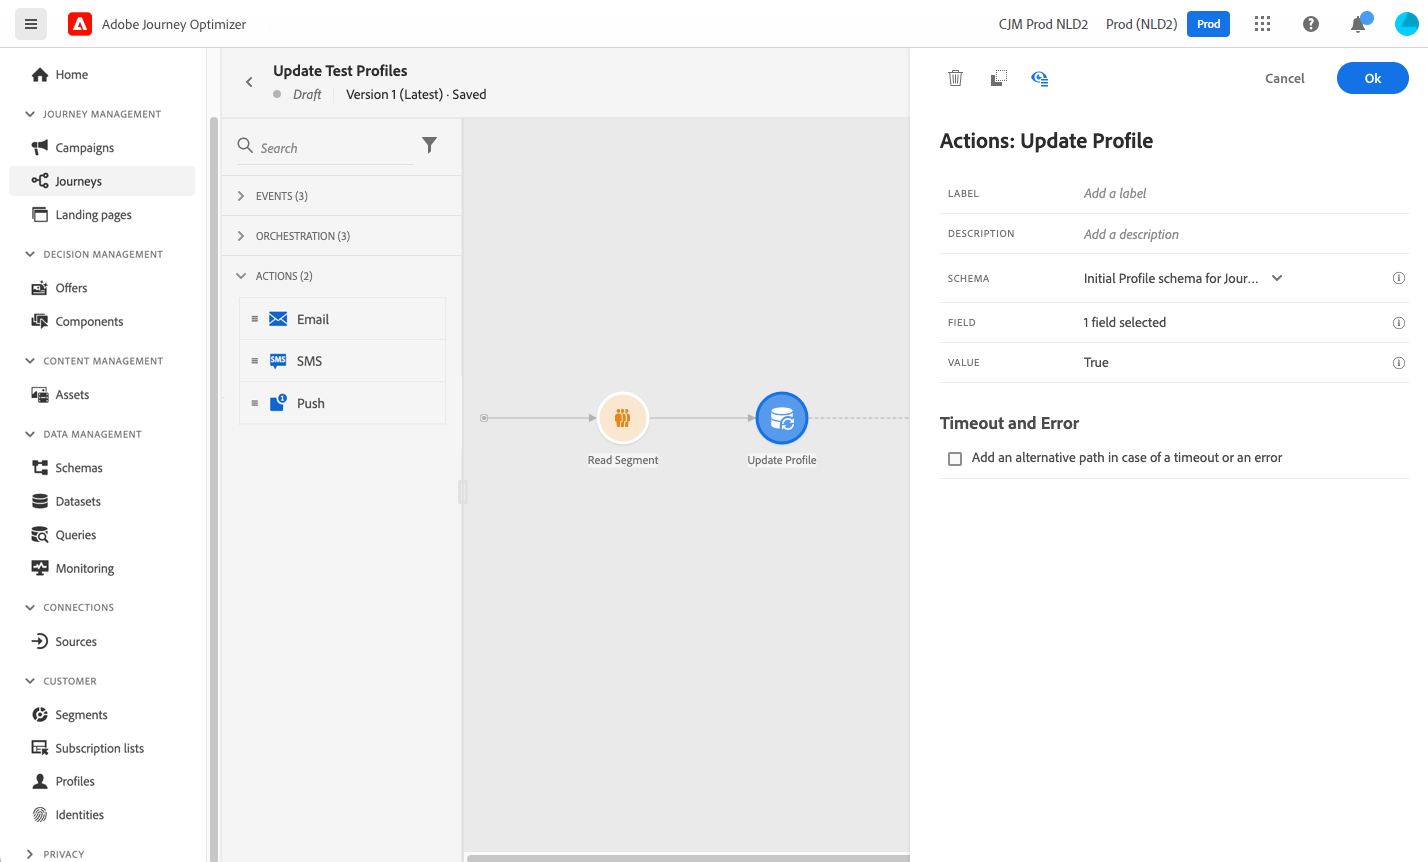 Adobe Journey Optimizer
CJM Prod NLD2
Prod (NLD2)
Prod
Home
JOURNEY MANAGEMENT
Campaigns
Journeys
Landing pages
DECISION MANAGEMENT
Offers
Components
CONTENT MANAGEMENT
Assets
DATA MANAGEMENT
Schemas
Datasets
Queries
Monitoring
CONNECTIONS
Sources
CUSTOMER
Segments
Subscription lists
Profiles
Identities
PRIVACY
Update Test Profiles
Draft
Version 1 (Latest) · Saved
Search
EVENTS (3)
ORCHESTRATION (3)
ACTIONS (2)
Email
SMS
SMS
1
Push
Read Segment
Update Profile
Cancel
Ok
Actions: Update Profile
LABEL
Add a label
DESCRIPTION
Add a description
SCHEMA
Initial Profile schema for Jour...
FIELD
1 field selected
VALUE
True
Timeout and Error
Add an alternative path in case of a timeout or an error